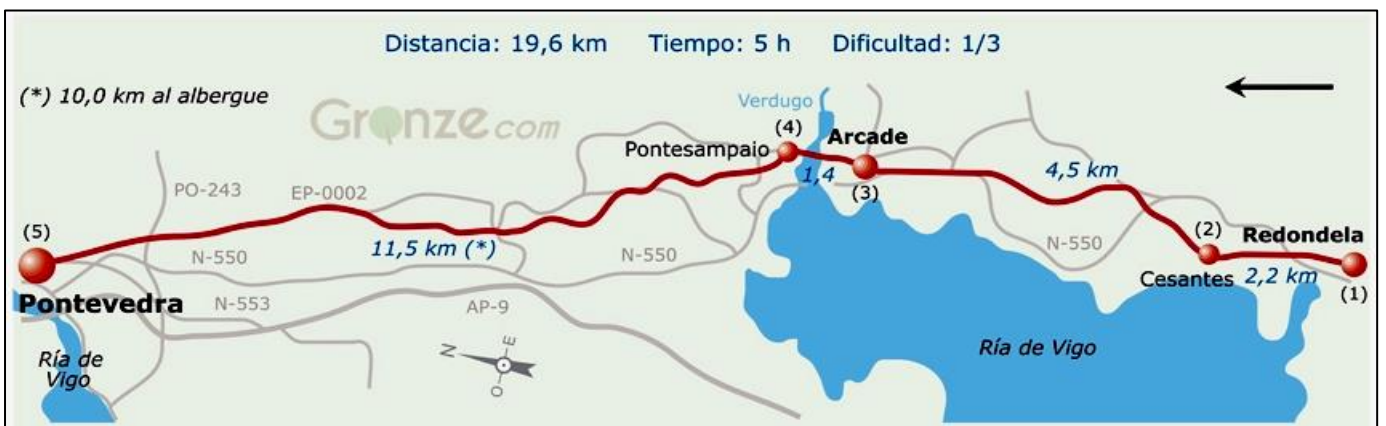 Distancia: 19,6 km Tiempo: 5 h Dificultad: 1/3
(*) 10,0 km al albergue
Gronze.com
Verdugo
(4)
Arcade
Pontesampaio
1,4
(3)
4,5 km
PO-243
EP-0002
(5)
(2)
Redondela
N-550
11,5 km (*)
N-550
N-550
Cesantes
2,2 km
(1)
Pontevedra
N-553
AP-9
Ría de
Vigo
N
E
O
Ría de Vigo